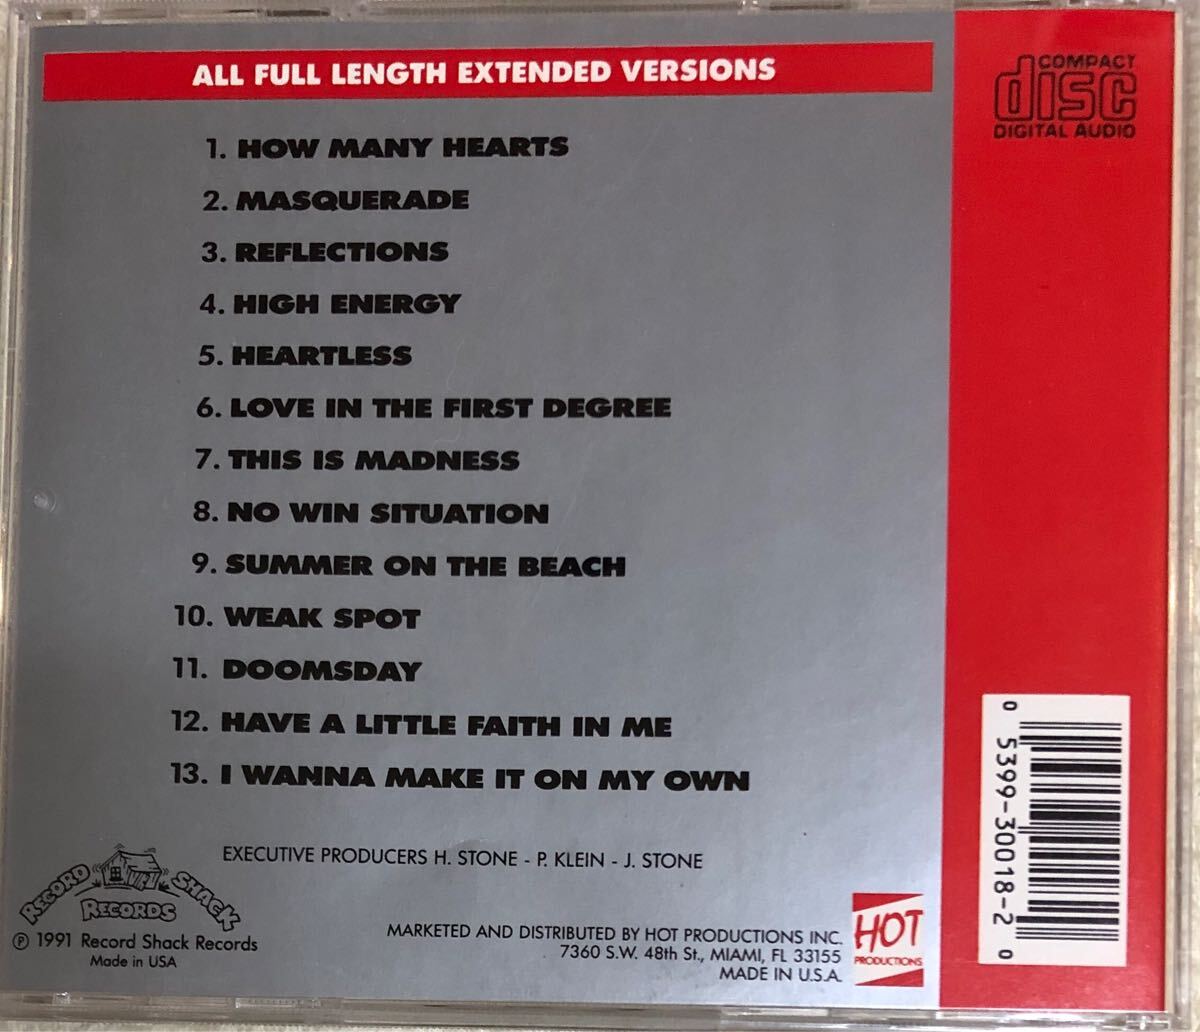 ALL FULL LENGTH EXTENDED VERSIONS
COMPACT
disc
DIGITAL AUDIO
1. HOW MANY HEARTS
2. MASQUERADE
3. REFLECTIONS
4. HIGH ENERGY
5. HEARTLESS
6. LOVE IN THE FIRST DEGREE
7. THIS IS MADNESS
8. NO WIN SITUATION
9. SUMMER ON THE BEACH
10. WEAK SPOT
11. DOOMSDAY
12. HAVE A LITTLE FAITH IN ME
13. I WANNA MAKE IT ON MY OWN
EXECUTIVE PRODUCERS H. STONE - P. KLEIN - J. STONE
RECORD SHACK
RECORDS
Ⓟ 1991 Record Shack Records
Made in USA
MARKETED AND DISTRIBUTED BY HOT PRODUCTIONS INC.
7360 S.W. 48th St., MIAMI, FL 33155
MADE IN U.S.A.
HOT
PRODUCTIONS
0 5399-30018-2 0